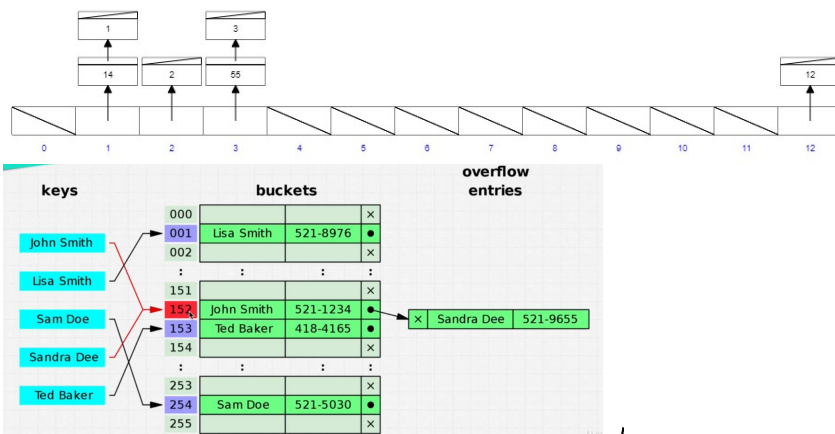 1 3
14 2 55 12
0 1 2 3 4 5 6 7 8 9 10 11 12
overflow
keys buckets entries
000 ×
001 Lisa Smith 521-8976 ●
002 ×
: : : :
151 ×
152 John Smith 521-1234 ●
153 Ted Baker 418-4165 ●
154 ×
: : : :
253 ×
254 Sam Doe 521-5030 ●
255 ×
John Smith
Lisa Smith
Sam Doe
Sandra Dee
Ted Baker
× Sandra Dee 521-9655